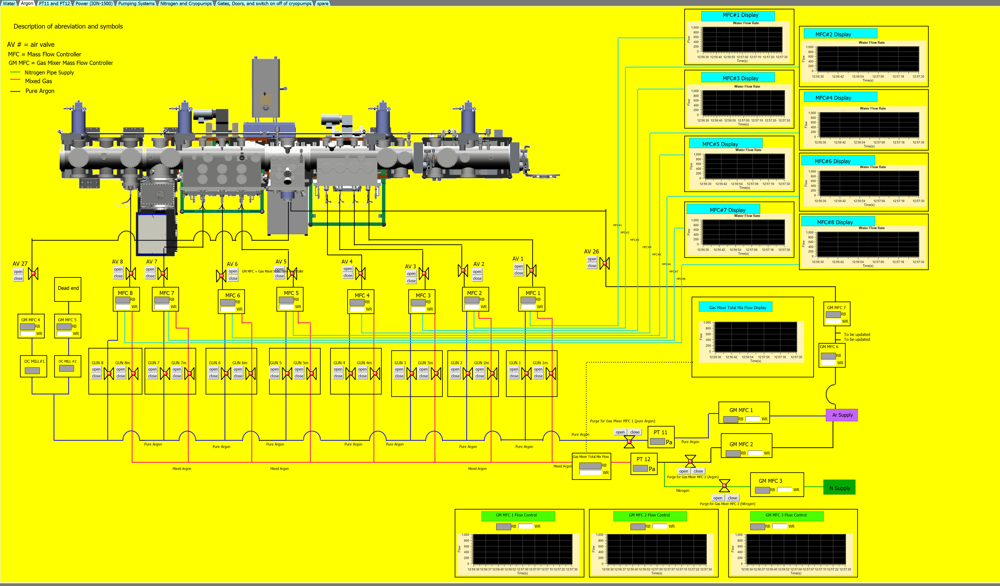 Water Argon PT11 and PT12 Power (ION-1500) Pumping Systems Nitrogen and Cryopumps Gates, Doors, and switch on off of cryopumps spare
Description of abreviation and symbols
AV # = air valve
MFC = Mass Flow Controller
GM MFC = Gas Mixer Mass Flow Controller
Nitrogen Pipe Supply
Mixed Gas
Pure Argon
MFC#1 Display
Water Flow Rate
Flow
1,000
800
600
400
200
0
12:56:30 12:56:40 12:56:50 12:57:00 12:57:10 12:57:20 12:57:30
Time(s)
MFC#2 Display
Water Flow Rate
Flow
1,000
800
600
400
200
0
12:56:30 12:56:42 12:56:54 12:57:06 12:57:18 12:57:30
Time(s)
MFC#3 Display
Water Flow Rate
Flow
1,000
800
600
400
200
0
12:56:30 12:56:40 12:56:50 12:57:00 12:57:10 12:57:20 12:57:30
Time(s)
MFC#4 Display
Water Flow Rate
Flow
1,000
800
600
400
200
0
12:56:30 12:56:42 12:56:54 12:57:06 12:57:18 12:57:30
Time(s)
MFC#5 Display
Water Flow Rate
Flow
1,000
800
600
400
200
0
12:56:30 12:56:42 12:56:54 12:57:06 12:57:18 12:57:30
Time(s)
MFC#6 Display
Water Flow Rate
Flow
1,000
800
600
400
200
0
12:56:30 12:56:42 12:56:54 12:57:06 12:57:18 12:57:30
Time(s)
MFC#7 Display
Water Flow Rate
Flow
1,000
800
600
400
200
0
12:56:30 12:56:42 12:56:54 12:57:06 12:57:18 12:57:30
Time(s)
MFC#8 Display
Water Flow Rate
Flow
1,000
800
600
400
200
0
12:56:30 12:56:42 12:56:54 12:57:06 12:57:18 12:57:30
Time(s)
MFC#1
MFC#2
MFC#3
MFC#4
MFC#5
MFC#6
MFC#7
MFC#8
AV 27
open
close
AV 8
open
close
AV 7
open
close
AV 6
open
close
GM MFC = Gas Mixer Mass Flow Controller
AV 5
open
close
AV 4
open
close
AV 3
open
close
AV 2
open
close
AV 1
open
close
AV 26
open
close
Dead end
MFC 8
RB
WR
MFC 7
RB
WR
MFC 6
RB
WR
MFC 5
RB
WR
MFC 4
RB
WR
MFC 3
RB
WR
MFC 2
RB
WR
MFC 1
RB
WR
GM MFC 4
RB
WR
GM MFC 5
RB
WR
Gas Mixer Total Mix Flow Display
Flow
1,000
800
600
400
200
0
12:56:30 12:56:42 12:56:54 12:57:06 12:57:18 12:57:30
Time(s)
GM MFC 7
RB
WR
To be updated
To be updated
GM MFC 6
RB
WR
DC MILL#1
DC MILL #2
GUN 8 GUN 8m
open open
close close
GUN 7 GUN 7m
open open
close close
GUN 6 GUN 6m
open open
close close
GUN 5 GUN 5m
open open
close close
GUN 4 GUN 4m
open open
close close
GUN 3 GUN 3m
open open
close close
GUN 2 GUN 2m
open open
close close
GUN 1 GUN 1m
open open
close close
Purge for Gas Mixer MFC 1 (pure Argon)
open close
Pure Argon
PT 11
Pa
Pure Argon
GM MFC 1
RB WR
Ar Supply
GM MFC 2
RB WR
Pure Argon
Pure Argon
Pure Argon
Pure Argon
Pure Argon
Pure Argon
Pure Argon
Mixed Argon
Mixed Argon
Mixed Argon
Mixed Argon
Gas Mixer Total Mix Flow
RB
WR
PT 12
Pa
open close
Purge for Gas Mixer MFC 2 (Argon)
Nitrogen
open close
Purge for Gas Mixer MFC 3 (Nitrogen)
GM MFC 3
RB WR
N Supply
GM MFC 1 Flow Control
RB WR
Flow
1,000
800
600
400
200
0
12:56:30 12:56:37 12:56:45 12:56:52 12:57:00 12:57:07 12:57:15 12:57:22 12:57:30
Time(s)
GM MFC 2 Flow Control
RB WR
Flow
1,000
800
600
400
200
0
12:56:30 12:56:37 12:56:45 12:56:52 12:57:00 12:57:07 12:57:15 12:57:22 12:57:30
Time(s)
GM MFC 3 Flow Control
RB WR
Flow
1,000
800
600
400
200
0
12:56:30 12:56:37 12:56:45 12:56:52 12:57:00 12:57:07 12:57:15 12:57:22 12:57:30
Time(s)